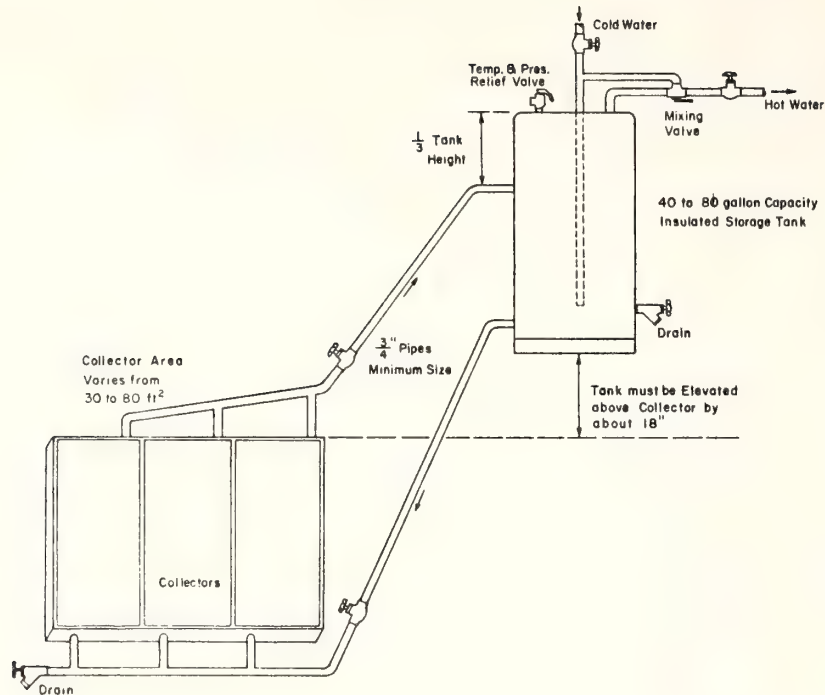 Cold Water
Temp. & Pres.
Relief Valve
Hot Water
Mixing
Valve
1/3 Tank
Height
40 to 80 gallon Capacity
Insulated Storage Tank
Drain
3/4" Pipes
Minimum Size
Collector Area
Varies from
30 to 80 ft²
Tank must be Elevated
above Collector by
about 18"
Collectors
Drain